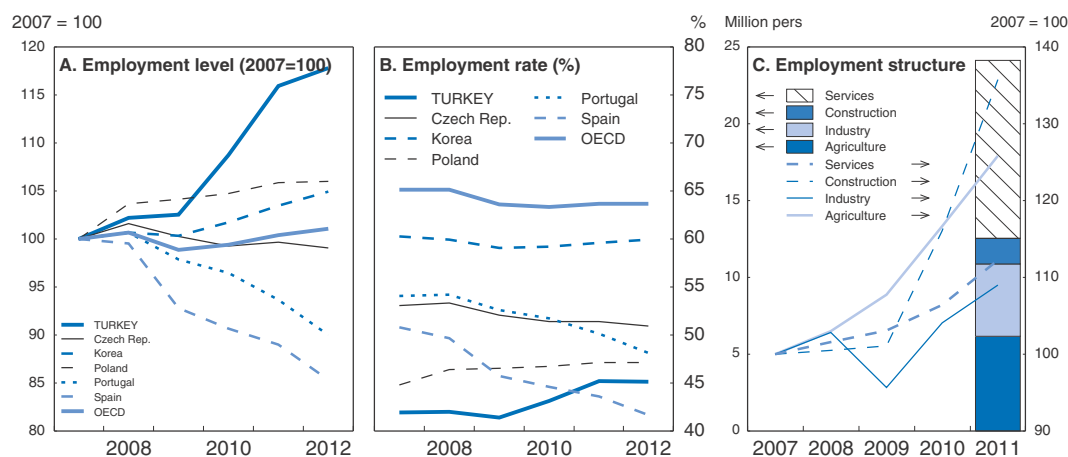 2007 = 100
A. Employment level (2007=100)
120
115
110
105
100
95
90
85
80
TURKEY
Czech Rep.
Korea
Poland
Portugal
Spain
OECD
2008
2010
2012
%
B. Employment rate (%)
TURKEY
Czech Rep.
Korea
Poland
Portugal
Spain
OECD
80
75
70
65
60
55
50
45
40
2008
2010
2012
Million pers
2007 = 100
C. Employment structure
25
20
15
10
5
0
Services
Construction
Industry
Agriculture
Services
Construction
Industry
Agriculture
140
130
120
110
100
90
2007
2008
2009
2010
2011